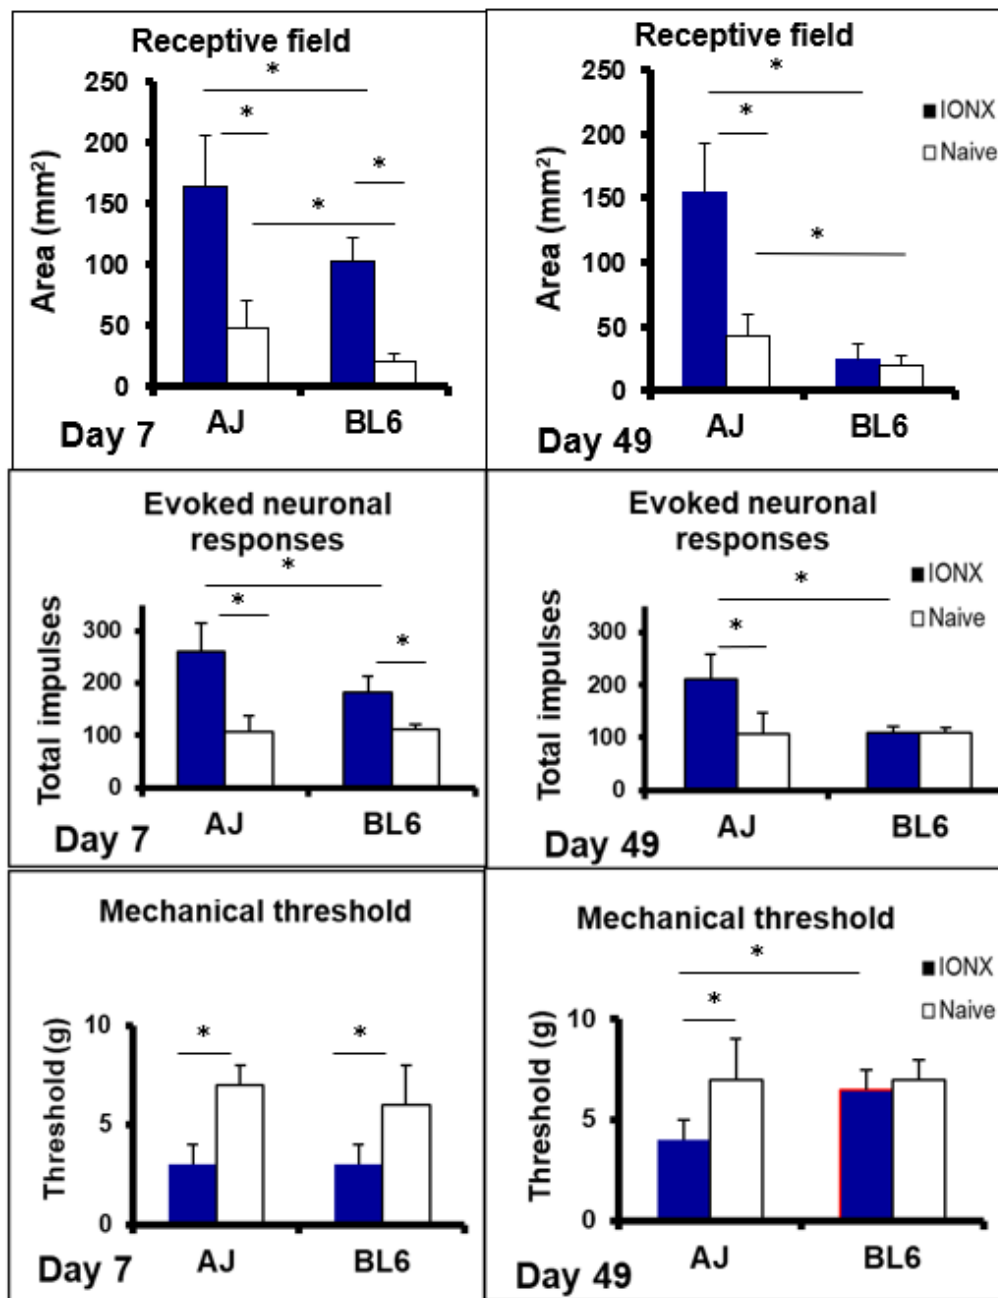 Receptive field
*
*
*
*
250
200
150
100
50
0
Area (mm²)
AJ
BL6
Day 7
Receptive field
*
*
*
250
200
150
100
50
0
Area (mm²)
IONX
Naive
AJ
BL6
Day 49
Evoked neuronal
responses
*
*
*
300
200
100
0
Total impulses
AJ
BL6
Day 7
Evoked neuronal
responses
*
*
300
200
100
0
Total impulses
IONX
Naive
AJ
BL6
Day 49
Mechanical threshold
*
*
10
5
0
Threshold (g)
AJ
BL6
Day 7
Mechanical threshold
*
*
10
5
0
Threshold (g)
IONX
Naive
AJ
BL6
Day 49